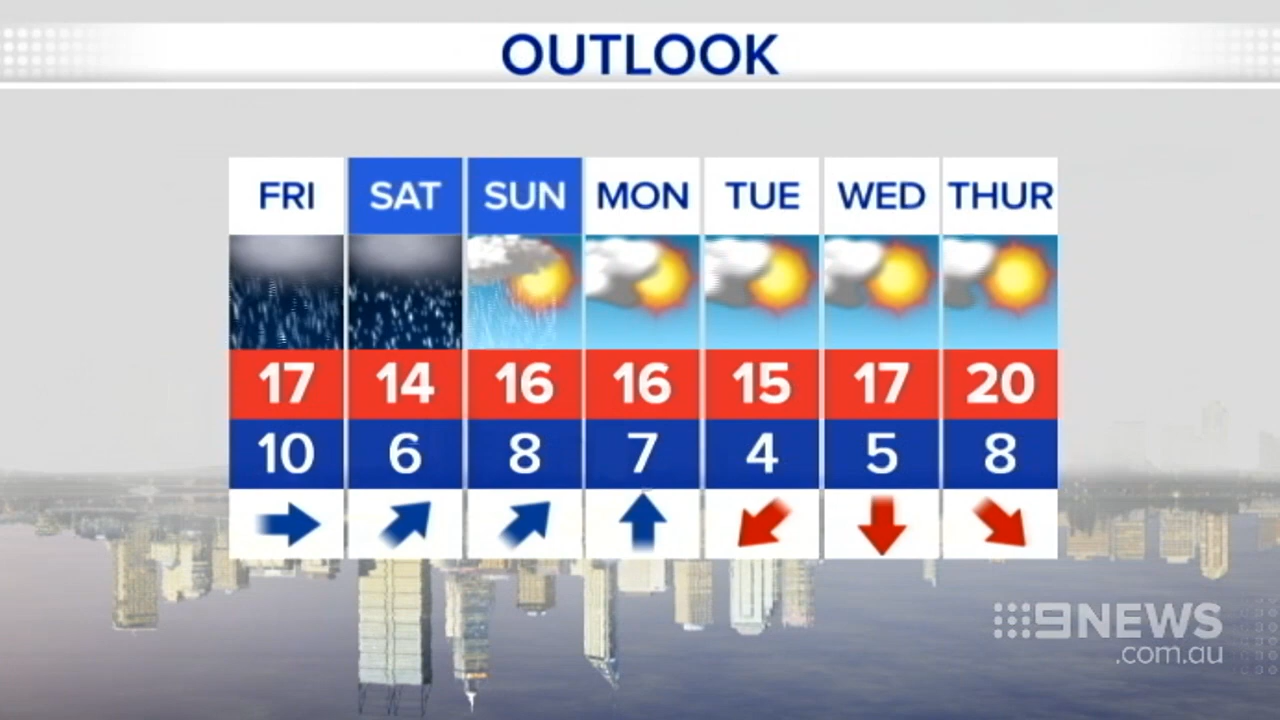 OUTLOOK
FRI SAT SUN MON TUE WED THUR
17 14 16 16 15 17 20
10 6 8 7 4 5 8
9NEWS
.com.au